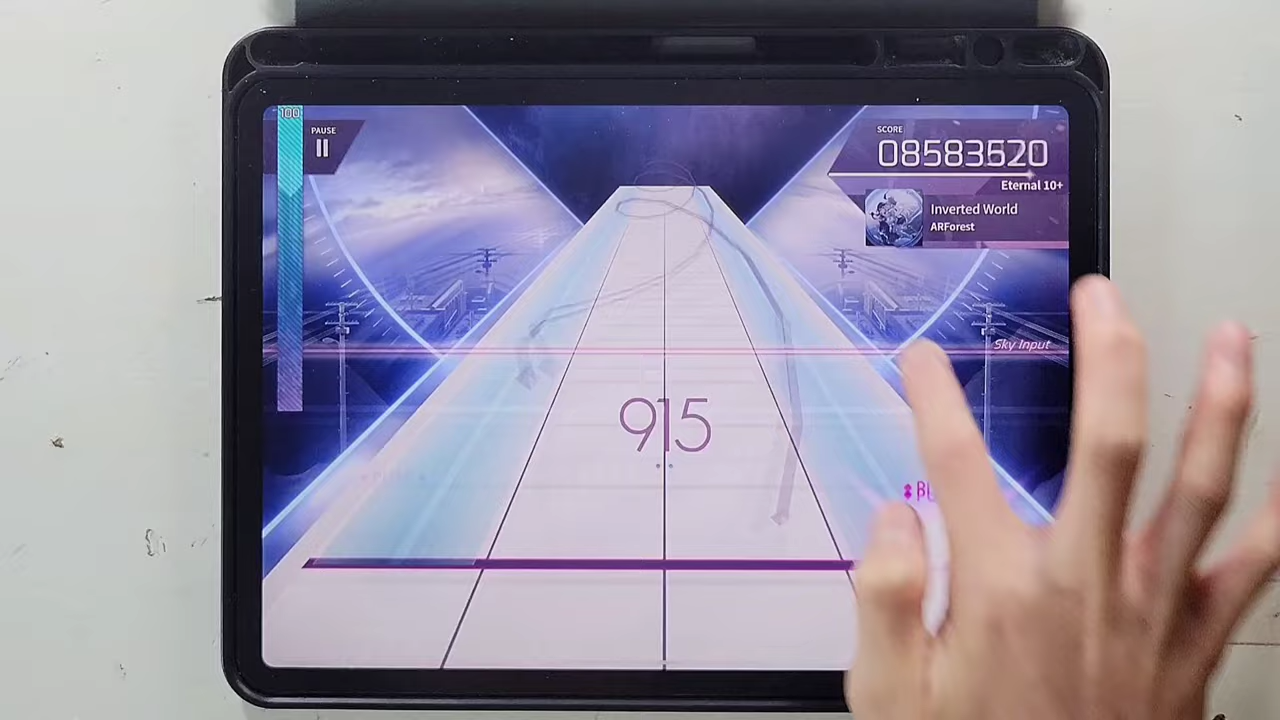 100
PAUSE
SCORE
08583520
Eternal 10+
Inverted World
ARForest
Sky Input
915